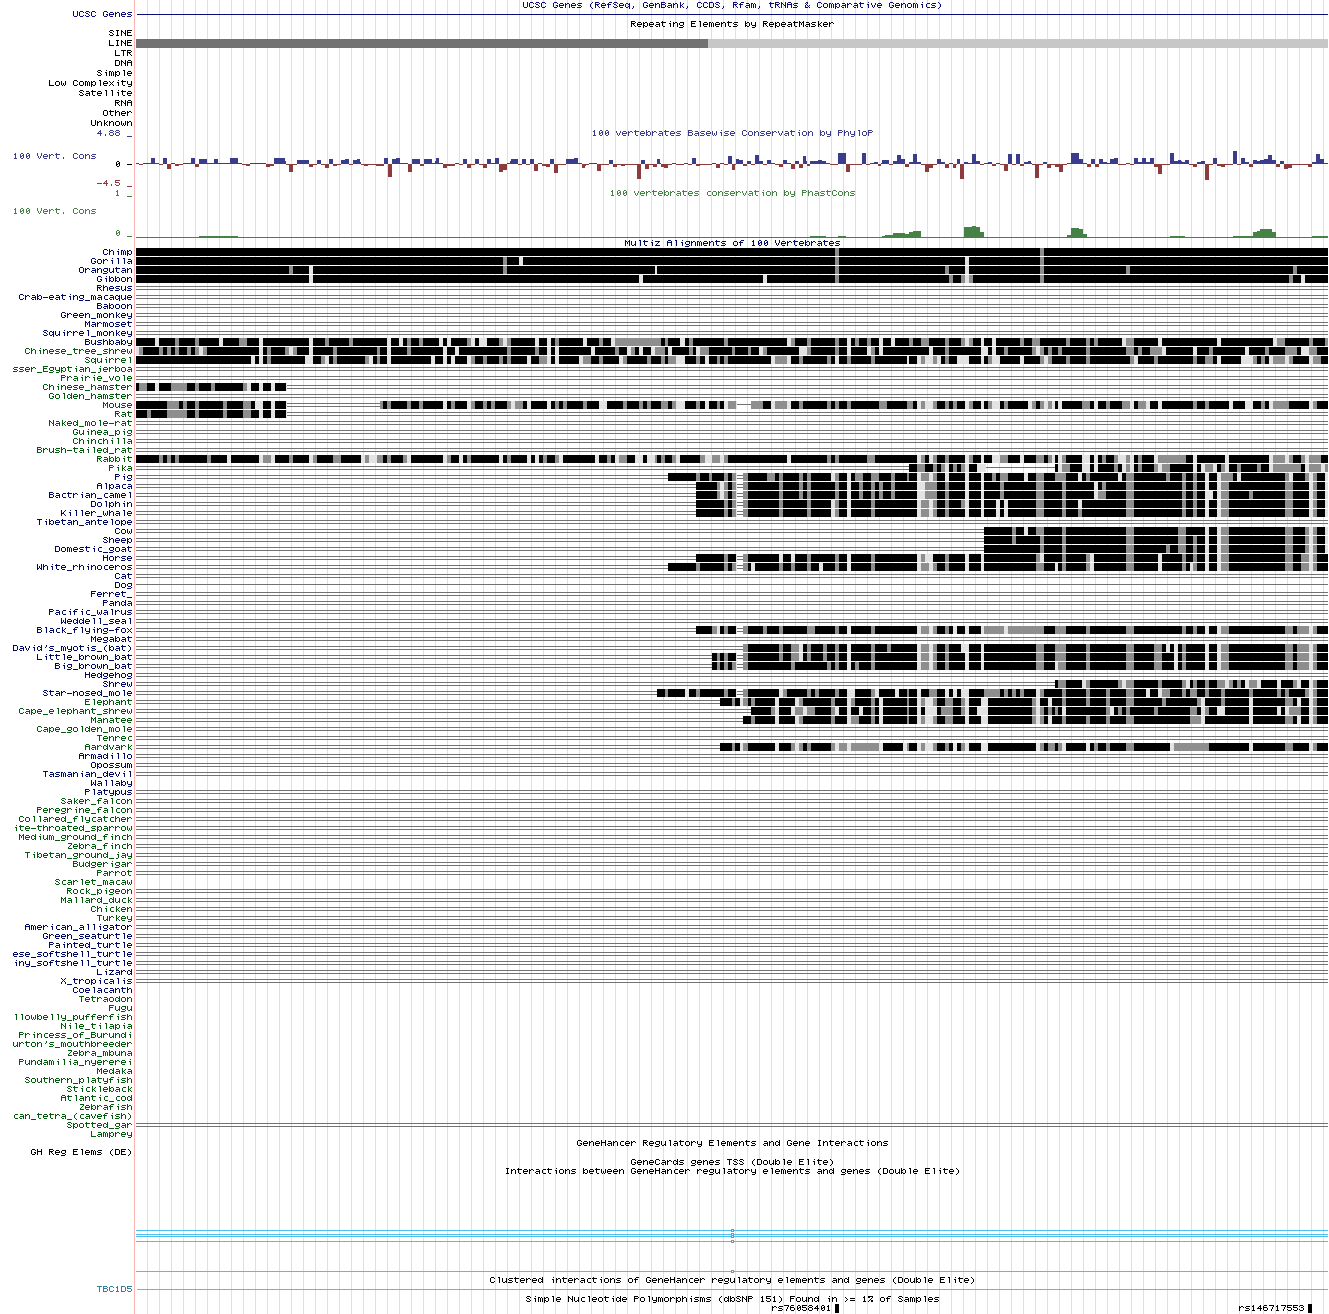 UCSC Genes (RefSeq, GenBank, CCDS, Rfam, tRNAs & Comparative Genomics)
UCSC Genes
Repeating Elements by RepeatMasker
SINE
LINE
LTR
DNA
Simple
Low Complexity
Satellite
RNA
Other
Unknown
4.88 _
100 vertebrates Basewise Conservation by PhyloP
100 Vert. Cons
0 _
-4.5 _
1 _
100 vertebrates conservation by PhastCons
100 Vert. Cons
0 _
Multiz Alignments of 100 Vertebrates
Chimp
Gorilla
Orangutan
Gibbon
Rhesus
Crab-eating_macaque
Baboon
Green_monkey
Marmoset
Squirrel_monkey
Bushbaby
Chinese_tree_shrew
Squirrel
sser_Egyptian_jerboa
Prairie_vole
Chinese_hamster
Golden_hamster
Mouse
Rat
Naked_mole-rat
Guinea_pig
Chinchilla
Brush-tailed_rat
Rabbit
Pika
Pig
Alpaca
Bactrian_camel
Dolphin
Killer_whale
Tibetan_antelope
Cow
Sheep
Domestic_goat
Horse
White_rhinoceros
Cat
Dog
Ferret_
Panda
Pacific_walrus
Weddell_seal
Black_flying-fox
Megabat
David's_myotis_(bat)
Little_brown_bat
Big_brown_bat
Hedgehog
Shrew
Star-nosed_mole
Elephant
Cape_elephant_shrew
Manatee
Cape_golden_mole
Tenrec
Aardvark
Armadillo
Opossum
Tasmanian_devil
Wallaby
Platypus
Saker_falcon
Peregrine_falcon
Collared_flycatcher
ite-throated_sparrow
Medium_ground_finch
Zebra_finch
Tibetan_ground_jay
Budgerigar
Parrot
Scarlet_macaw
Rock_pigeon
Mallard_duck
Chicken
Turkey
American_alligator
Green_seaturtle
Painted_turtle
ese_softshell_turtle
iny_softshell_turtle
Lizard
X_tropicalis
Coelacanth
Tetraodon
Fugu
llowbelly_pufferfish
Nile_tilapia
Princess_of_Burundi
urton's_mouthbreeder
Zebra_mbuna
Pundamilia_nyererei
Medaka
Southern_platyfish
Stickleback
Atlantic_cod
Zebrafish
can_tetra_(cavefish)
Spotted_gar
Lamprey
GeneHancer Regulatory Elements and Gene Interactions
GH Reg Elems (DE)
GeneCards genes TSS (Double Elite)
Interactions between GeneHancer regulatory elements and genes (Double Elite)
Clustered interactions of GeneHancer regulatory elements and genes (Double Elite)
TBC1D5
Simple Nucleotide Polymorphisms (dbSNP 151) Found in >= 1% of Samples
rs76058401 rs146717553